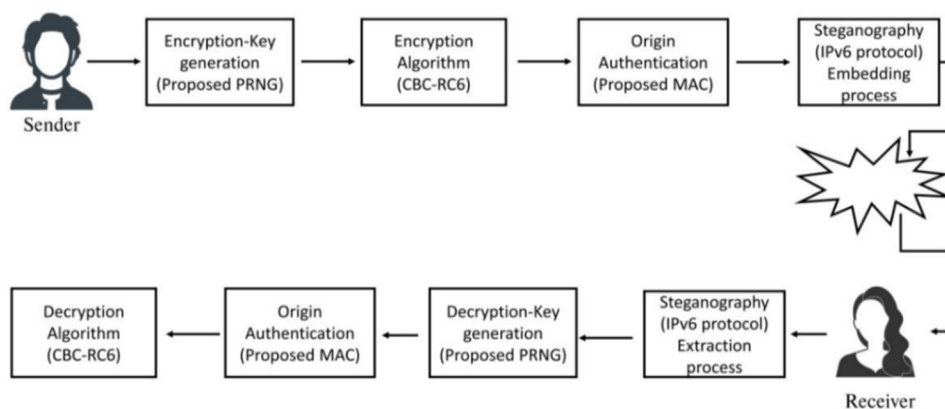 Encryption-Key
generation
(Proposed PRNG)
Encryption
Algorithm
(CBC-RC6)
Origin
Authentication
(Proposed MAC)
Steganography
(IPv6 protocol)
Embedding
process
Sender
Decryption
Algorithm
(CBC-RC6)
Origin
Authentication
(Proposed MAC)
Decryption-Key
generation
(Proposed PRNG)
Steganography
(IPv6 protocol)
Extraction
process
Receiver